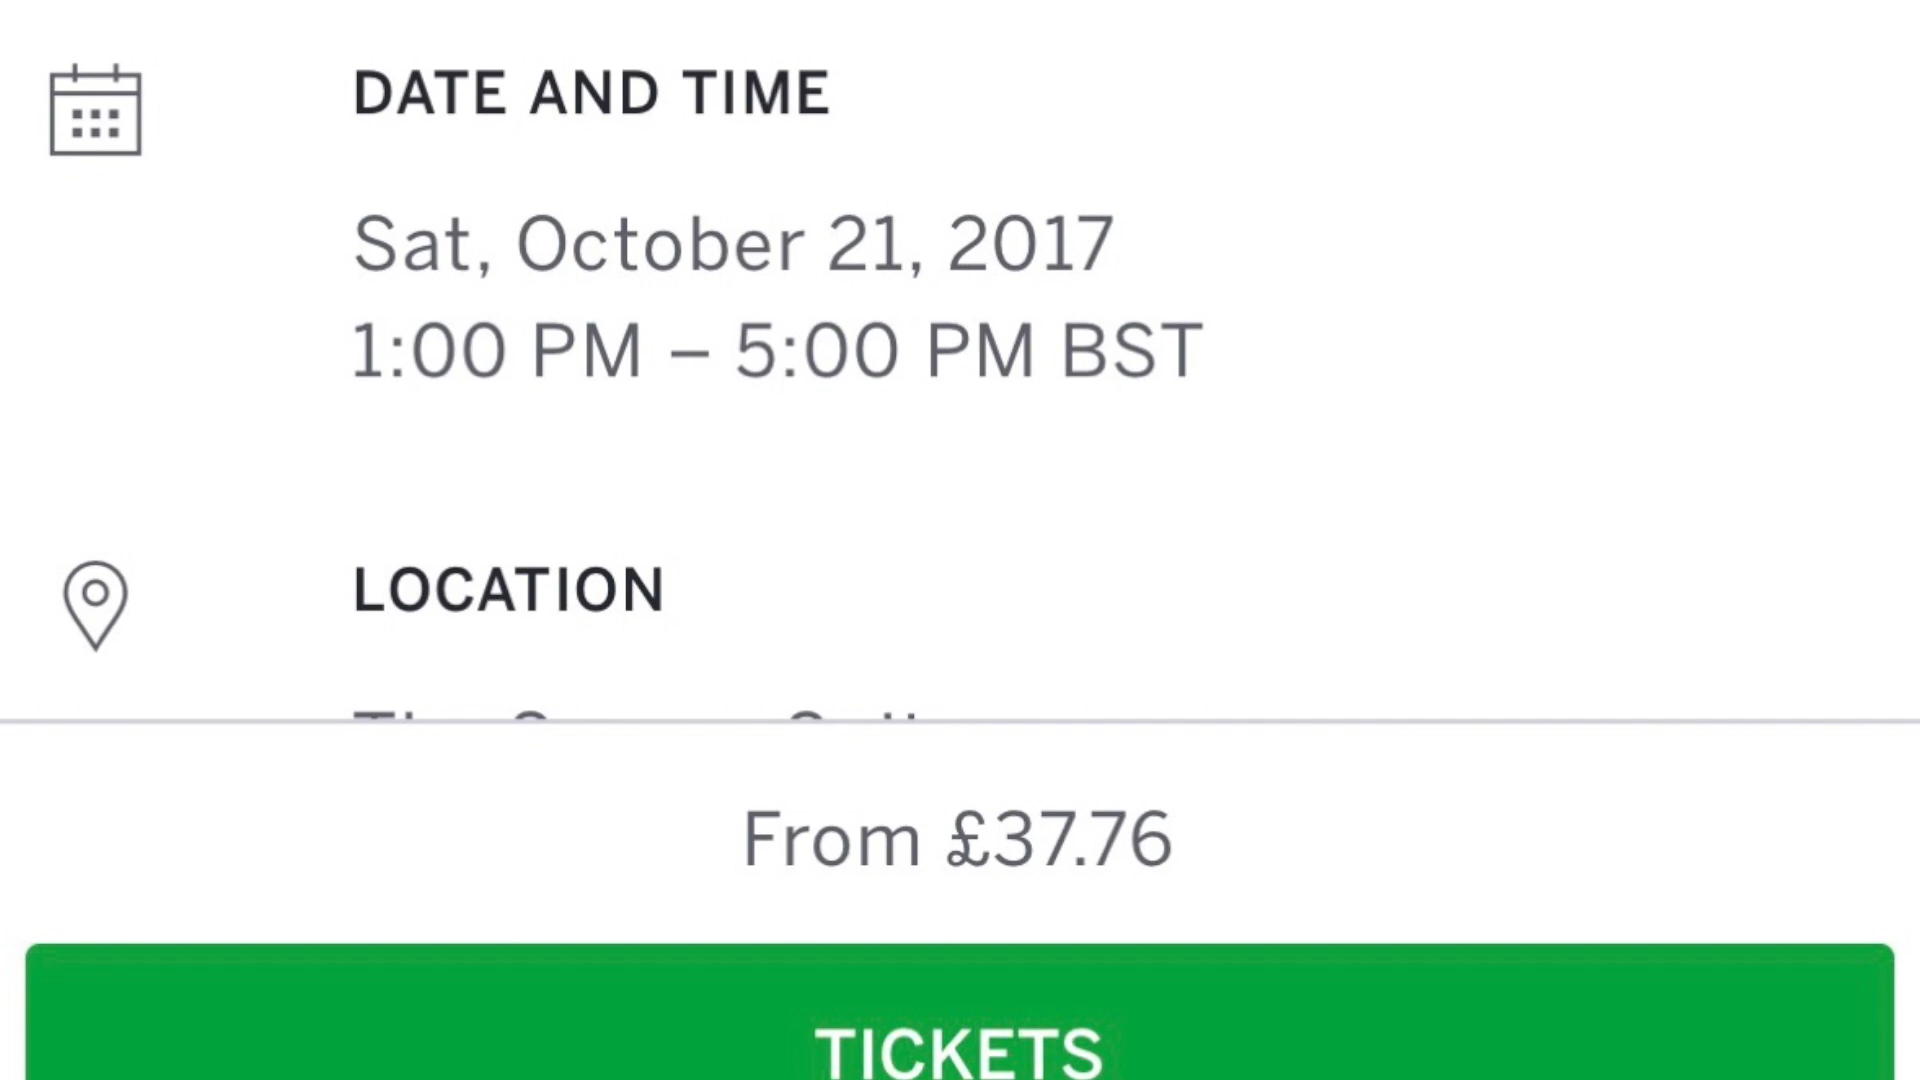 DATE AND TIME
Sat, October 21, 2017
1:00 PM – 5:00 PM BST
LOCATION
From £37.76
TICKETS